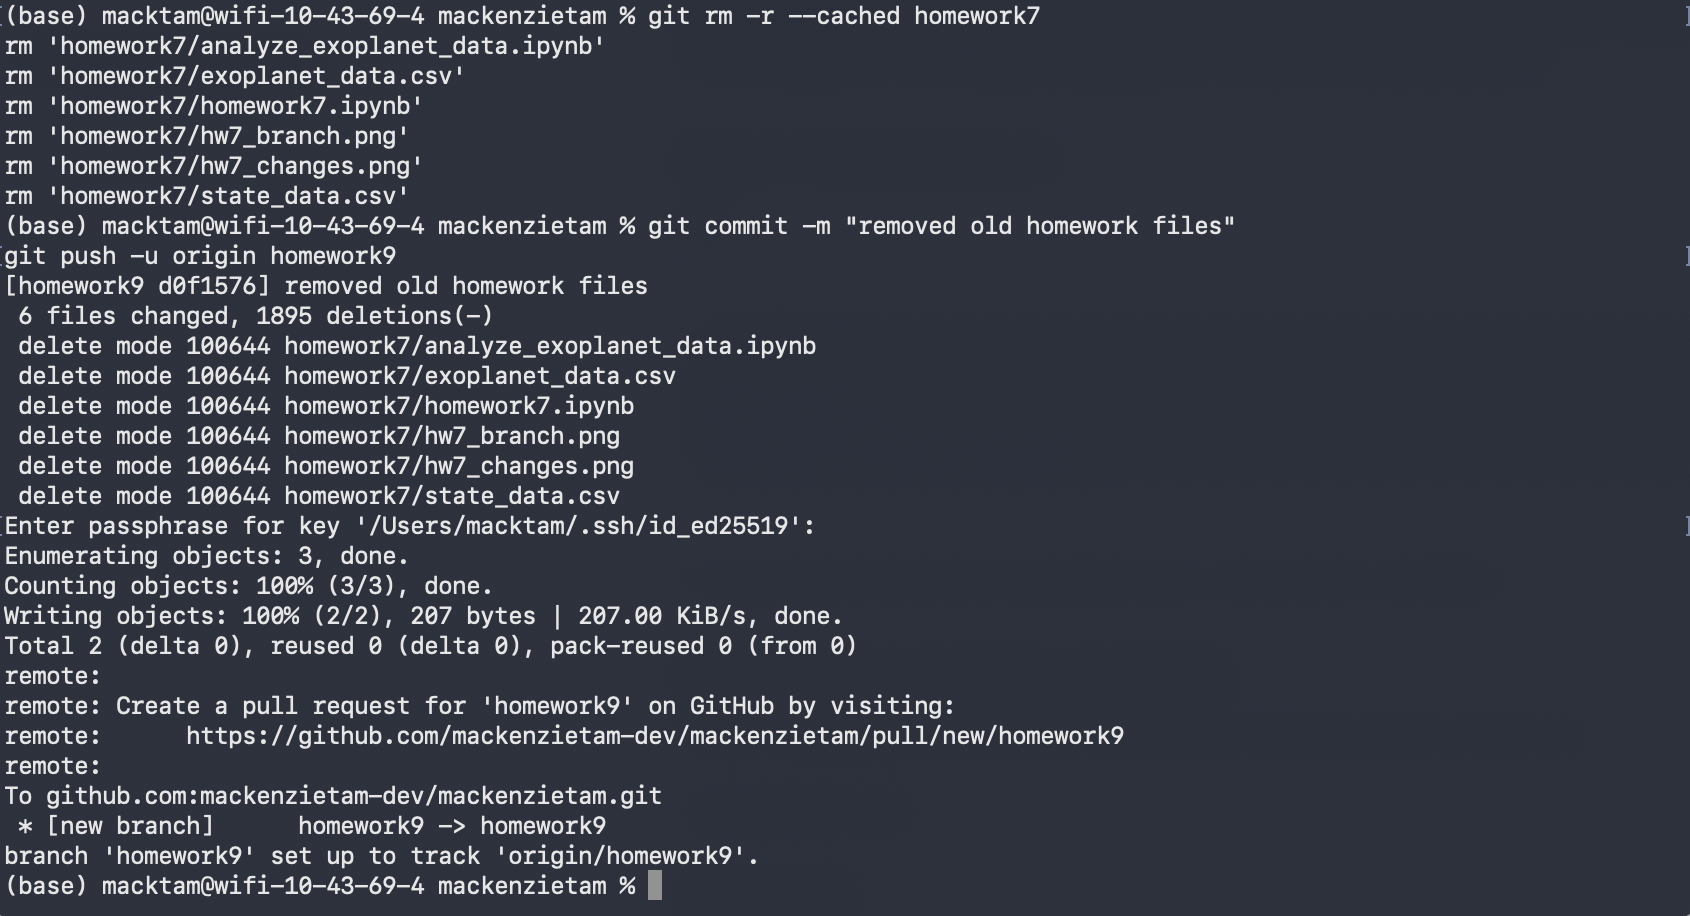 (base) macktam@wifi-10-43-69-4 mackenzietam % git rm -r --cached homework7
rm 'homework7/analyze_exoplanet_data.ipynb'
rm 'homework7/exoplanet_data.csv'
rm 'homework7/homework7.ipynb'
rm 'homework7/hw7_branch.png'
rm 'homework7/hw7_changes.png'
rm 'homework7/state_data.csv'
(base) macktam@wifi-10-43-69-4 mackenzietam % git commit -m "removed old homework files"
git push -u origin homework9
[homework9 d0f1576] removed old homework files
 6 files changed, 1895 deletions(-)
 delete mode 100644 homework7/analyze_exoplanet_data.ipynb
 delete mode 100644 homework7/exoplanet_data.csv
 delete mode 100644 homework7/homework7.ipynb
 delete mode 100644 homework7/hw7_branch.png
 delete mode 100644 homework7/hw7_changes.png
 delete mode 100644 homework7/state_data.csv
Enter passphrase for key '/Users/macktam/.ssh/id_ed25519':
Enumerating objects: 3, done.
Counting objects: 100% (3/3), done.
Writing objects: 100% (2/2), 207 bytes | 207.00 KiB/s, done.
Total 2 (delta 0), reused 0 (delta 0), pack-reused 0 (from 0)
remote:
remote: Create a pull request for 'homework9' on GitHub by visiting:
remote:      https://github.com/mackenzietam-dev/mackenzietam/pull/new/homework9
remote:
To github.com:mackenzietam-dev/mackenzietam.git
 * [new branch]      homework9 -> homework9
branch 'homework9' set up to track 'origin/homework9'.
(base) macktam@wifi-10-43-69-4 mackenzietam %